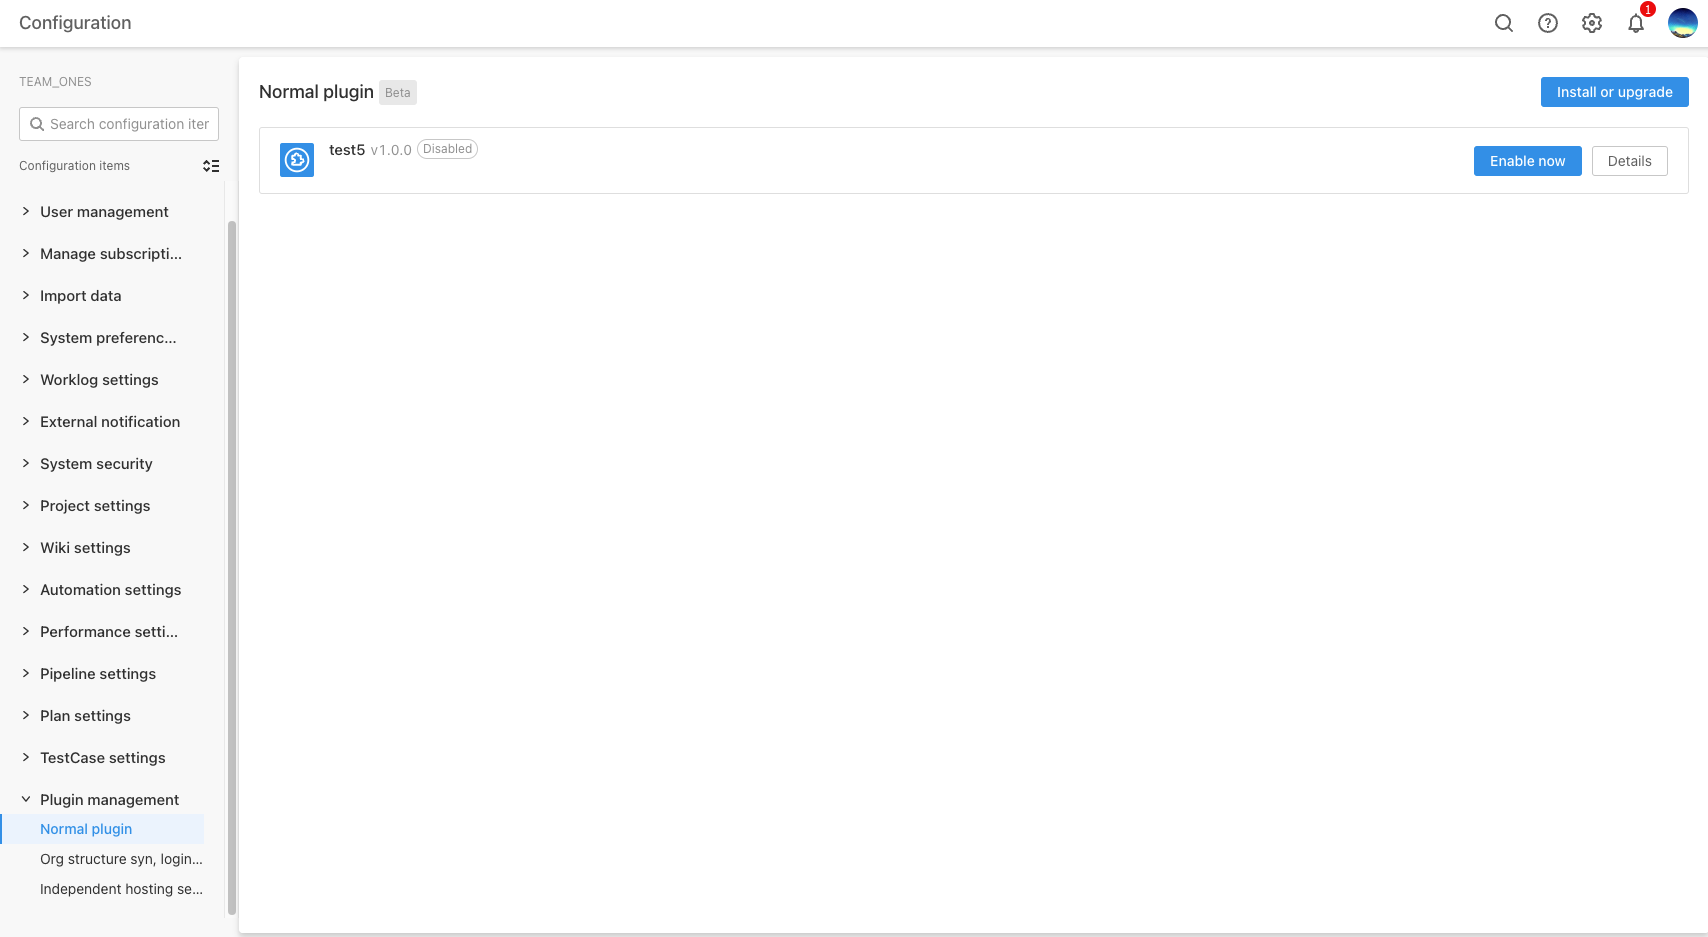 Configuration
1
TEAM_ONES
Search configuration iter
Configuration items
User management
Manage subscripti...
Import data
System preferenc...
Worklog settings
External notification
System security
Project settings
Wiki settings
Automation settings
Performance setti...
Pipeline settings
Plan settings
TestCase settings
Plugin management
Normal plugin
Org structure syn, login...
Independent hosting se...
Normal plugin Beta
Install or upgrade
test5 v1.0.0 Disabled
Enable now
Details